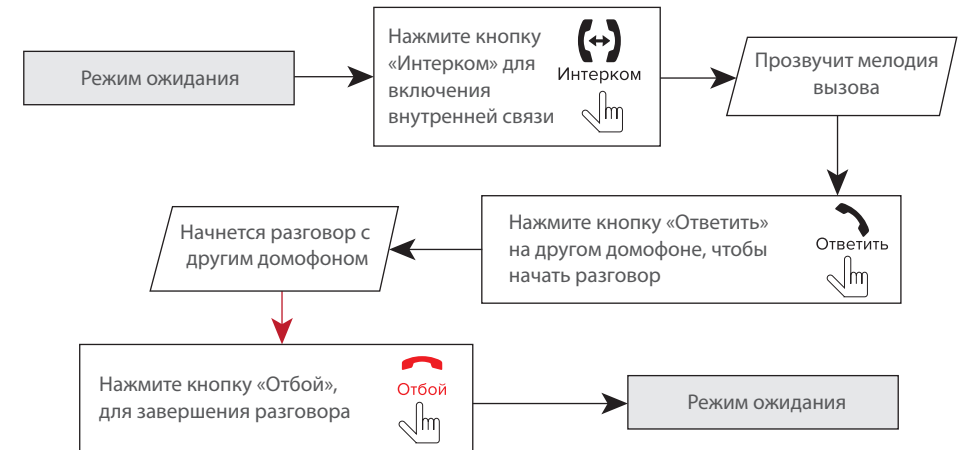 Режим ожидания
Нажмите кнопку
«Интерком» для
включения
внутренней связи
Интерком
Прозвучит мелодия
вызова
Нажмите кнопку «Ответить»
на другом домофоне, чтобы
начать разговор
Ответить
Начнется разговор с
другим домофоном
Нажмите кнопку «Отбой»,
для завершения разговора
Отбой
Режим ожидания